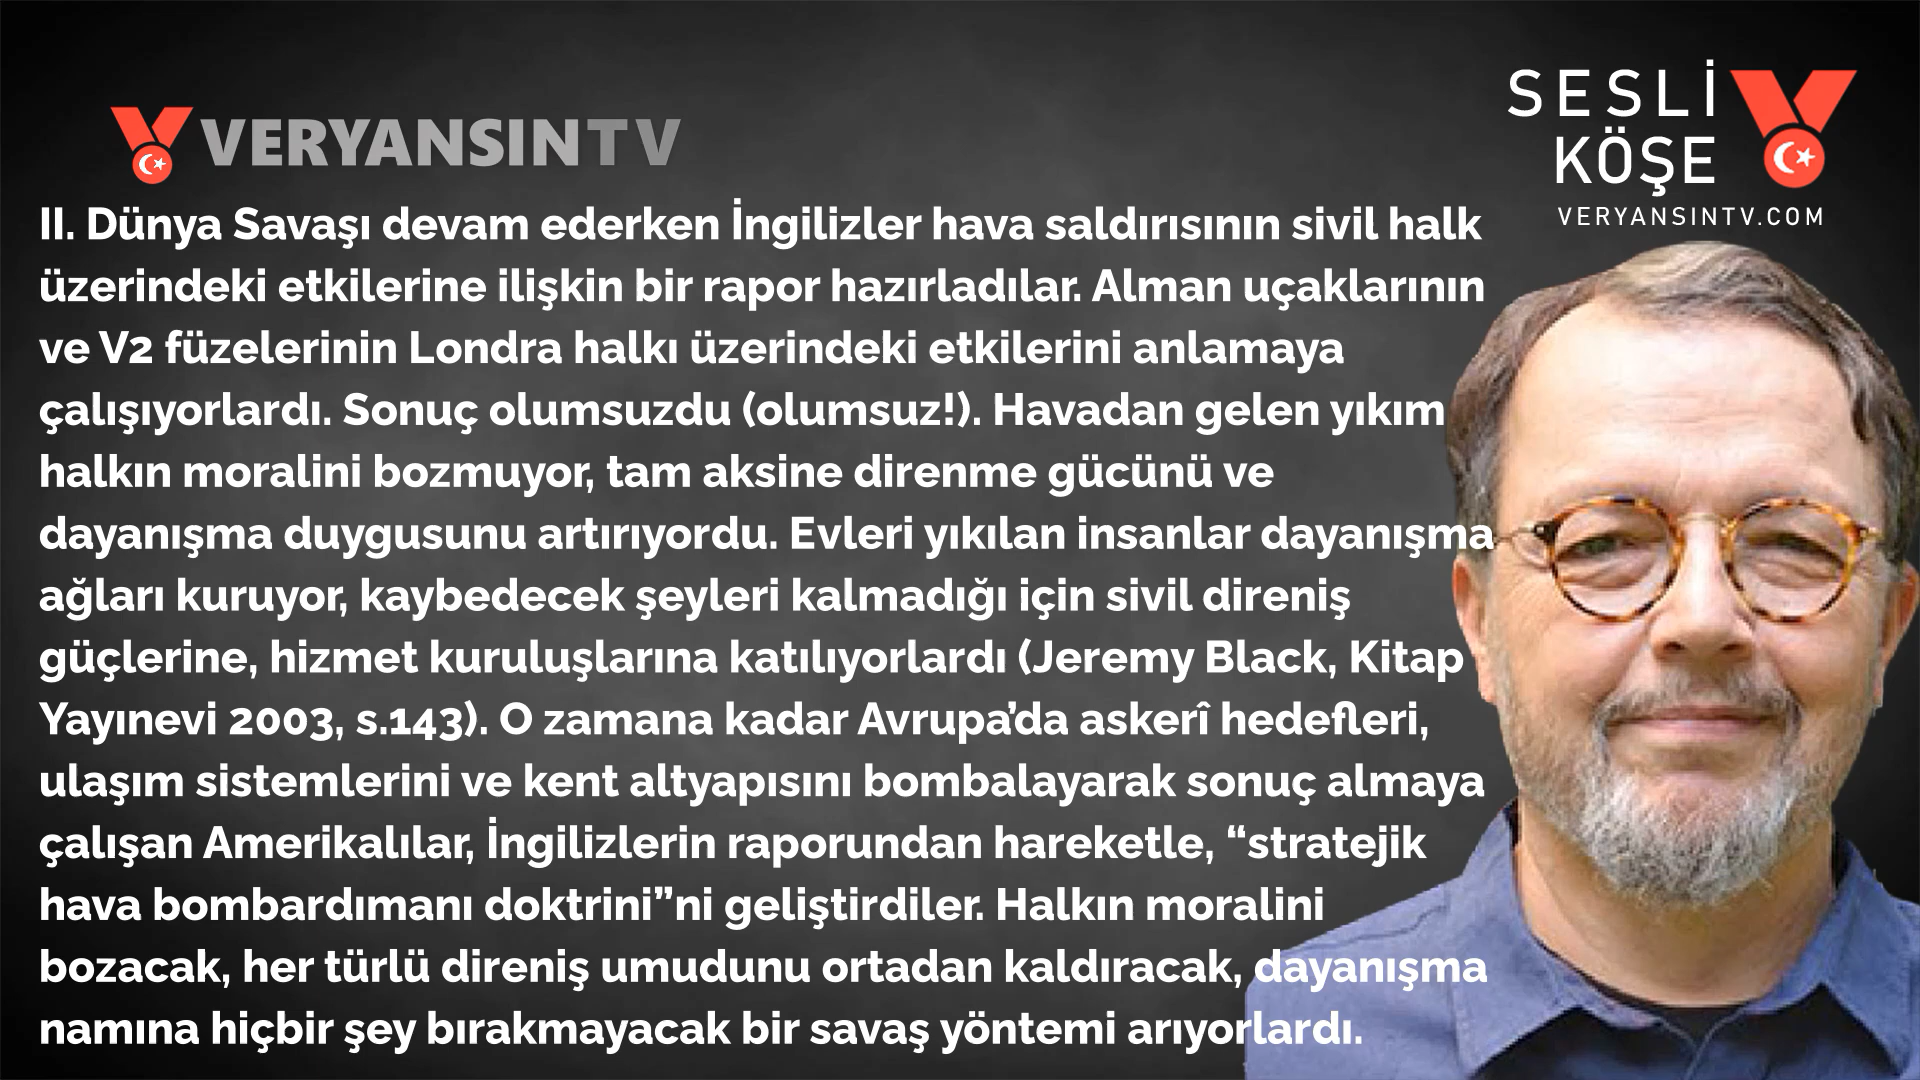 VERYANSINTV
SESLİ
KÖŞE
VERYANSINTV.COM
II. Dünya Savaşı devam ederken İngilizler hava saldırısının sivil halk
üzerindeki etkilerine ilişkin bir rapor hazırladılar. Alman uçaklarının
ve V2 füzelerinin Londra halkı üzerindeki etkilerini anlamaya
çalışıyorlardı. Sonuç olumsuzdu (olumsuz!). Havadan gelen yıkım
halkın moralini bozmuyor, tam aksine direnme gücünü ve
dayanışma duygusunu artırıyordu. Evleri yıkılan insanlar dayanışma
ağları kuruyor, kaybedecek şeyleri kalmadığı için sivil direniş
güçlerine, hizmet kuruluşlarına katılıyorlardı (Jeremy Black, Kitap
Yayınevi 2003, s.143). O zamana kadar Avrupa’da askerî hedefleri,
ulaşım sistemlerini ve kent altyapısını bombalayarak sonuç almaya
çalışan Amerikalılar, İngilizlerin raporundan hareketle, “stratejik
hava bombardımanı doktrini”ni geliştirdiler. Halkın moralini
bozacak, her türlü direniş umudunu ortadan kaldıracak, dayanışma
namına hiçbir şey bırakmayacak bir savaş yöntemi arıyorlardı.